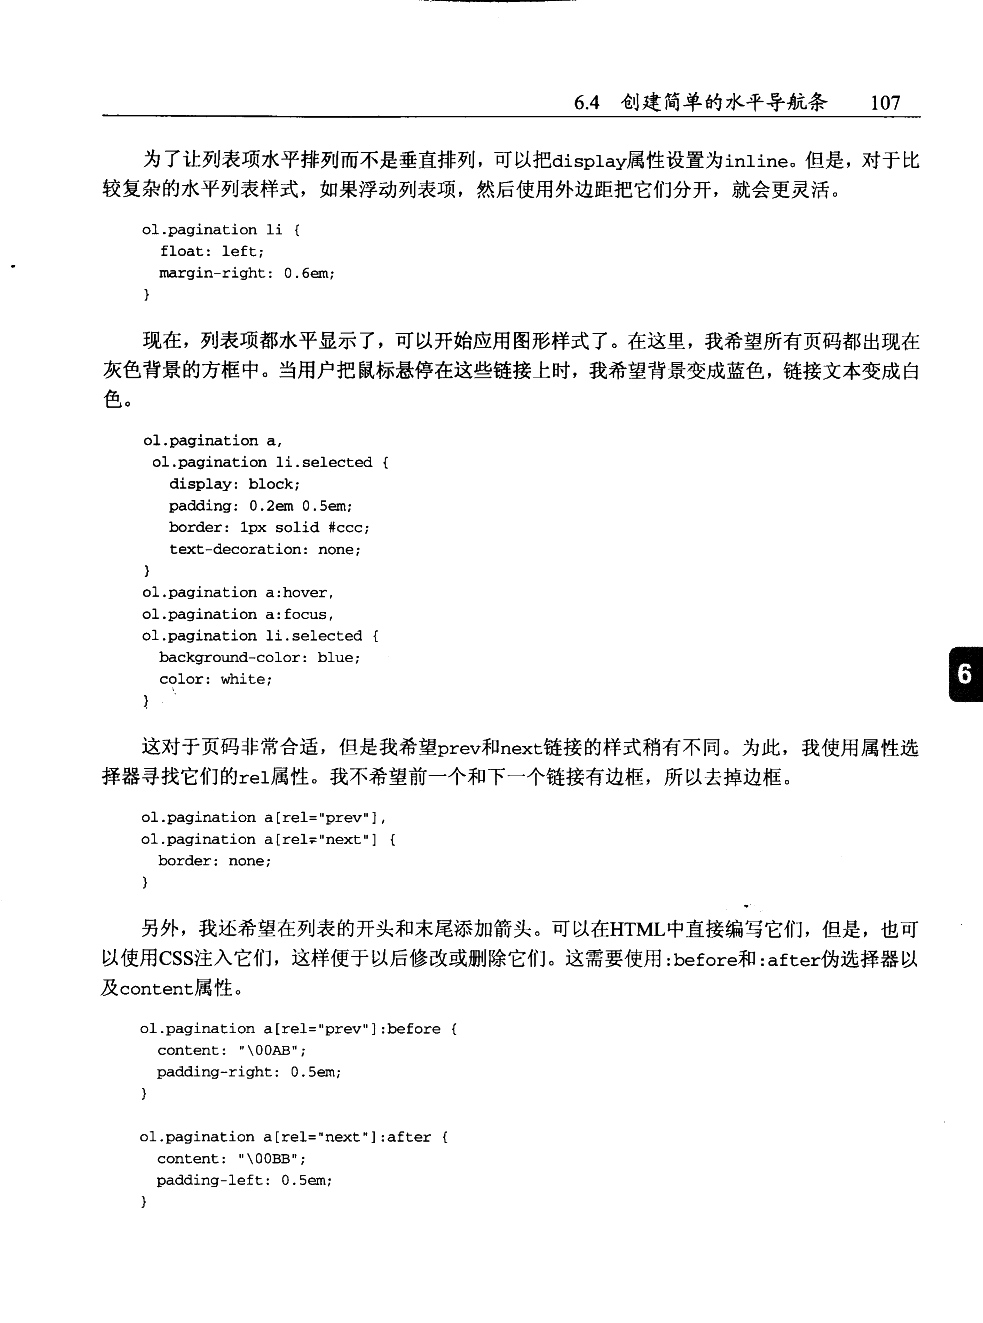 6.4 创建简单的水平导航条 107
为了让列表项水平排列而不是垂直排列，可以把display属性设置为inline。但是，对于比
较复杂的水平列表样式，如果浮动列表项，然后使用外边距把它们分开，就会更灵活。
ol.pagination li {
float: left;
margin-right: 0.6em;
}
现在，列表项都水平显示了，可以开始应用图形样式了。在这里，我希望所有页码都出现在
灰色背景的方框中。当用户把鼠标悬停在这些链接上时，我希望背景变成蓝色，链接文本变成白
色。
ol.pagination a,
ol.pagination li.selected {
display: block;
padding: 0.2em 0.5em;
border: 1px solid #ccc;
text-decoration: none;
}
ol.pagination a:hover,
ol.pagination a:focus,
ol.pagination li.selected {
background-color: blue;
color: white;
}
6
这对于页码非常合适，但是我希望prev和next链接的样式稍有不同。为此，我使用属性选
择器寻找它们的rel属性。我不希望前一个和下一个链接有边框，所以去掉边框。
ol.pagination a[rel="prev"],
ol.pagination a[rel="next"] {
border: none;
}
另外，我还希望在列表的开头和末尾添加箭头。可以在HTML中直接编写它们，但是，也可
以使用CSS注入它们，这样便于以后修改或删除它们。这需要使用:before和:after伪选择器以
及content属性。
ol.pagination a[rel="prev"]:before {
content: "\00AB";
padding-right: 0.5em;
}
ol.pagination a[rel="next"]:after {
content: "\00BB";
padding-left: 0.5em;
}